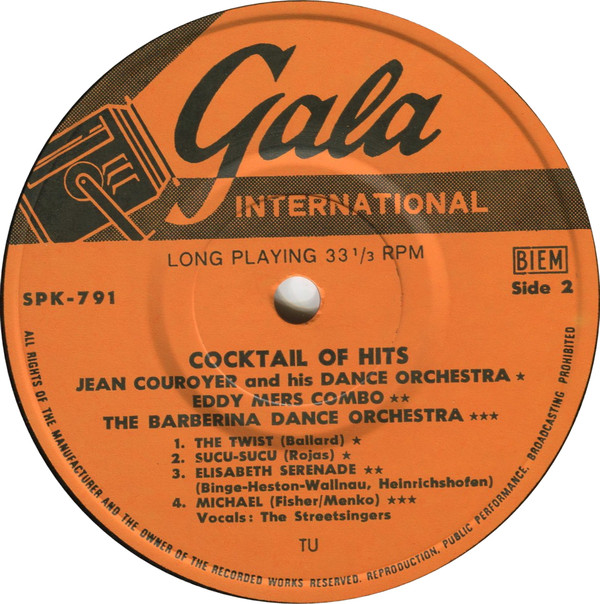 Gala
INTERNATIONAL
LONG PLAYING 33 1/3 RPM
BIEM
SPK-791
Side 2
COCKTAIL OF HITS
JEAN COUROYER and his DANCE ORCHESTRA ★
EDDY MERS COMBO ★★
THE BARBERINA DANCE ORCHESTRA ★★★
1. THE TWIST (Ballard) ★
2. SUCU-SUCU (Rojas) ★
3. ELISABETH SERENADE ★★
(Binge-Heston-Wallnau, Heinrichshofen)
4. MICHAEL (Fisher/Menko) ★★★
Vocals: The Streetsingers
TU
ALL RIGHTS OF THE MANUFACTURER AND THE OWNER OF THE RECORDED WORKS RESERVED. REPRODUCTION, PUBLIC PERFORMANCE, BROADCASTING PROHIBITED